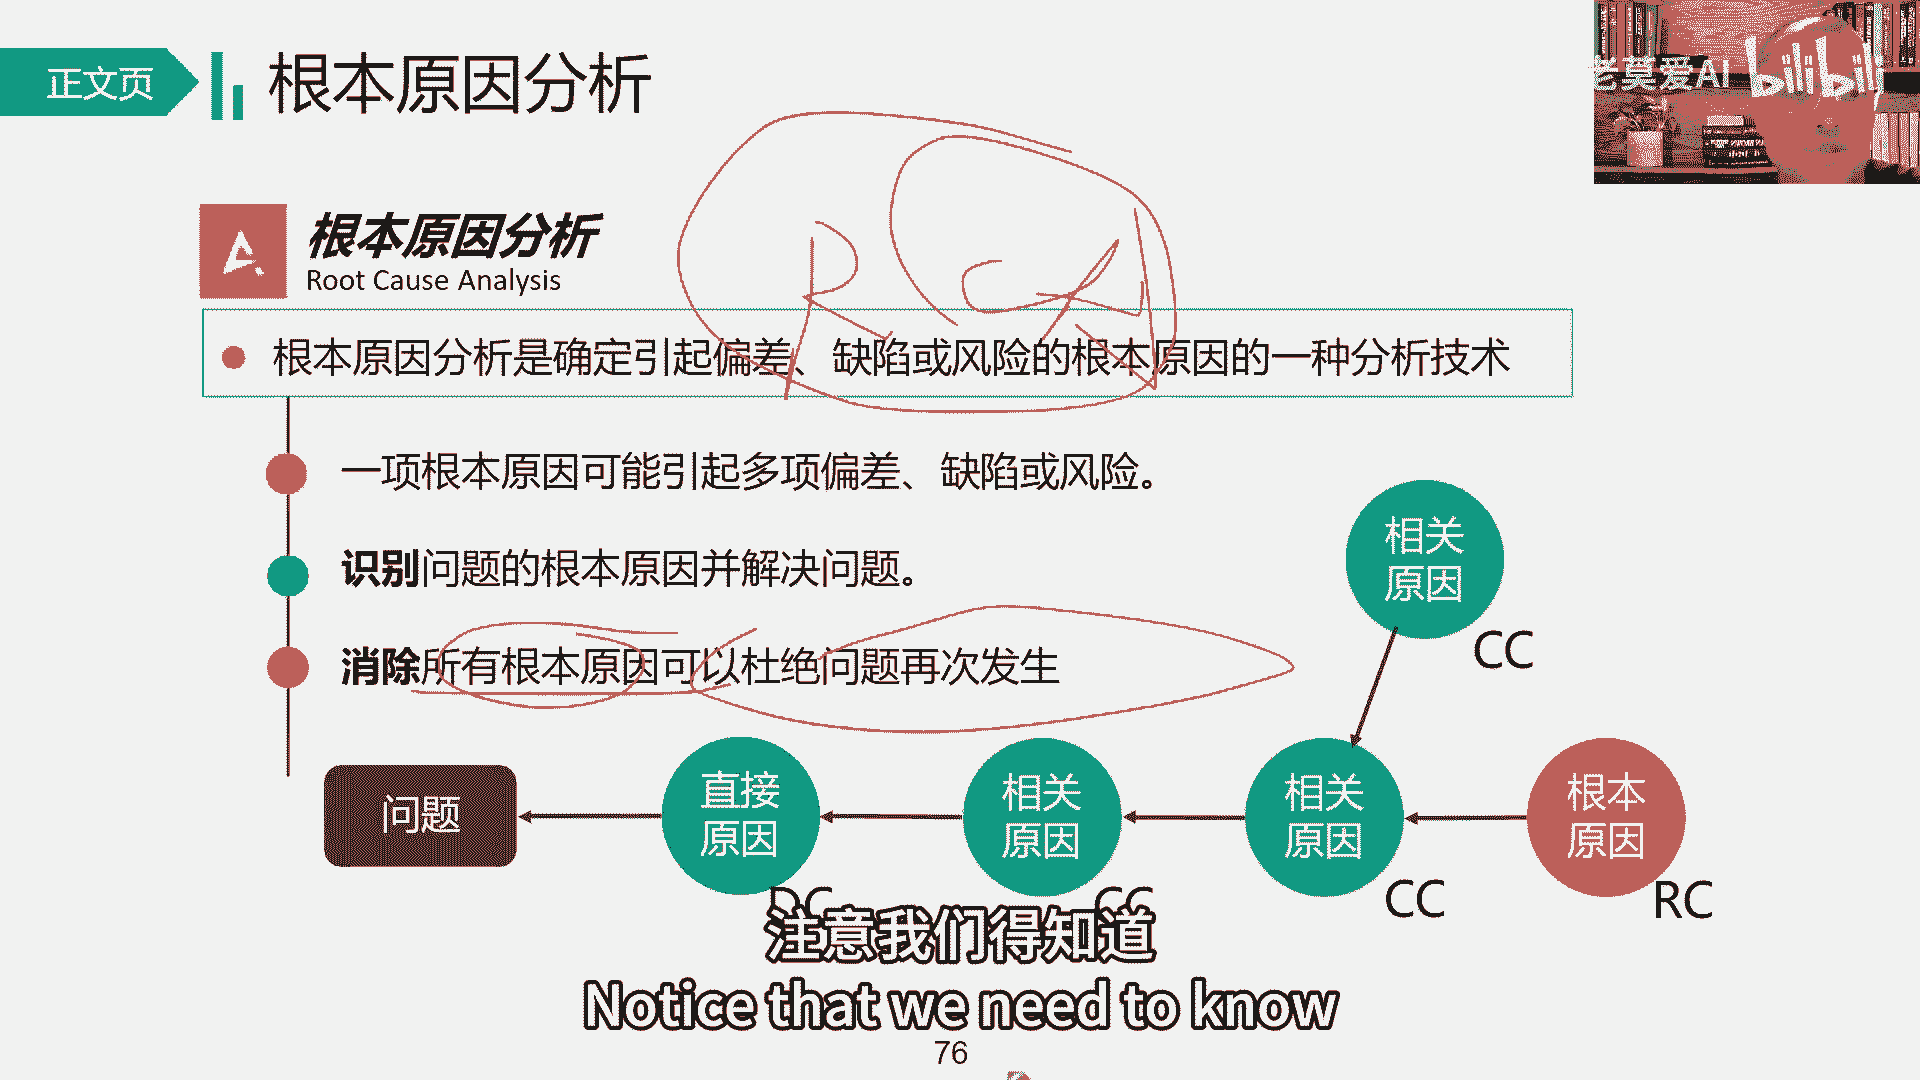 正文页
根本原因分析
老莫爱AI
bilibili
根本原因分析
Root Cause Analysis
RCA
根本原因分析是确定引起偏差、缺陷或风险的根本原因的一种分析技术
一项根本原因可能引起多项偏差、缺陷或风险。
识别问题的根本原因并解决问题。
消除所有根本原因可以杜绝问题再次发生
相关
原因
CC
问题
直接
原因
DC
相关
原因
CC
相关
原因
CC
根本
原因
RC
注意我们得知道
Notice that we need to know
76